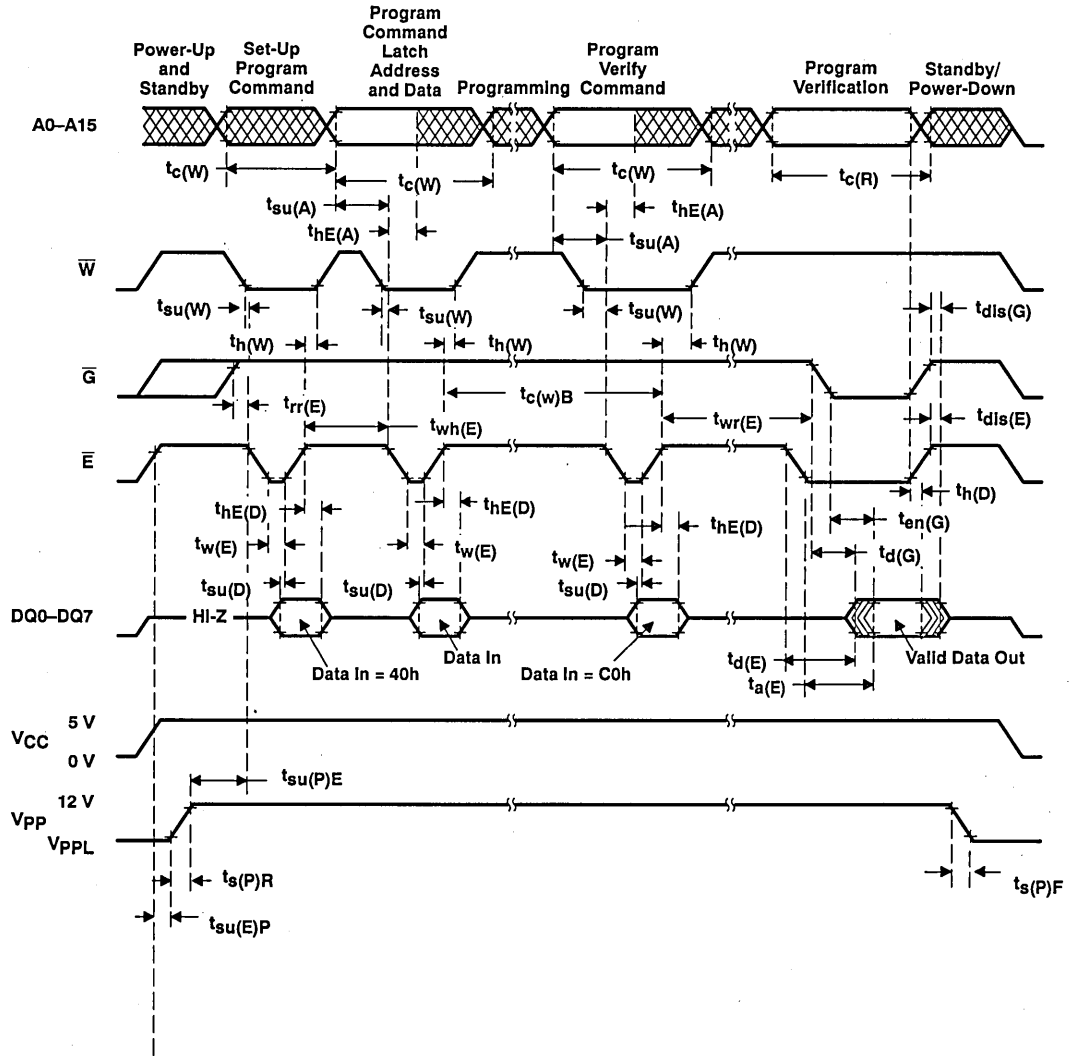 Power-Up
and
Standby
Set-Up
Program
Command
Program
Command
Latch
Address
and Data
Programming
Program
Verify
Command
Program
Verification
Standby/
Power-Down
A0–A15
tc(W)
tc(W)
tc(W)
tc(R)
tsu(A)
thE(A)
thE(A)
tsu(A)
W
tsu(W)
tsu(W)
tsu(W)
tdis(G)
th(W)
th(W)
th(W)
G
tc(w)B
trr(E)
twh(E)
twr(E)
tdis(E)
E
th(D)
thE(D)
thE(D)
thE(D)
ten(G)
tw(E)
tw(E)
tw(E)
td(G)
tsu(D)
tsu(D)
tsu(D)
DQ0–DQ7
HI-Z
Data In = 40h
Data In
Data In = C0h
Valid Data Out
td(E)
ta(E)
5 V
VCC
0 V
tsu(P)E
12 V
VPP
VPPL
ts(P)R
ts(P)F
tsu(E)P